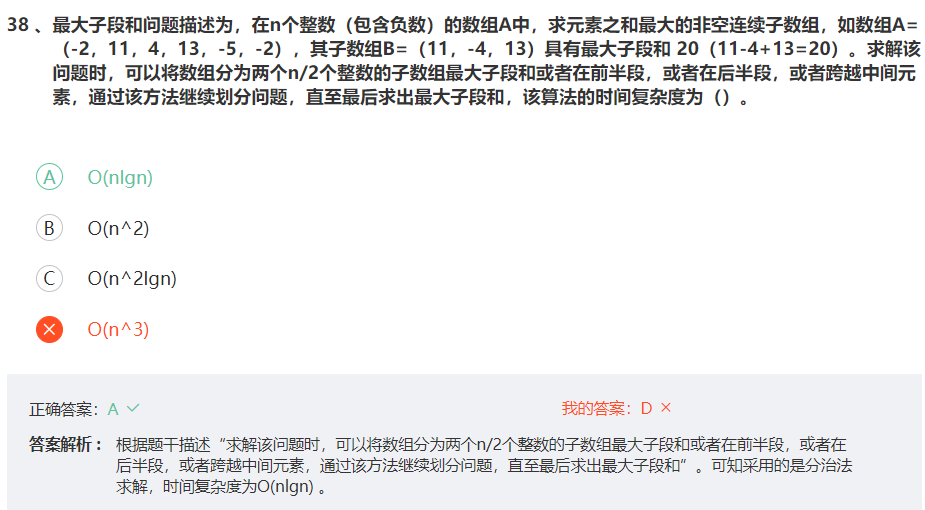 38 、最大子段和问题描述为，在n个整数（包含负数）的数组A中，求元素之和最大的非空连续子数组，如数组A=
（-2，11，4，13，-5，-2），其子数组B=（11，-4，13）具有最大子段和 20（11-4+13=20）。求解该
问题时，可以将数组分为两个n/2个整数的子数组最大子段和或者在前半段，或者在后半段，或者跨越中间元
素，通过该方法继续划分问题，直至最后求出最大子段和，该算法的时间复杂度为（）。
A O(nlgn)
B O(n^2)
C O(n^2lgn)
O(n^3)
正确答案：A 我的答案：D
答案解析： 根据题干描述“求解该问题时，可以将数组分为两个n/2个整数的子数组最大子段和或者在前半段，或者在
后半段，或者跨越中间元素，通过该方法继续划分问题，直至最后求出最大子段和”。可知采用的是分治法
求解，时间复杂度为O(nlgn) 。